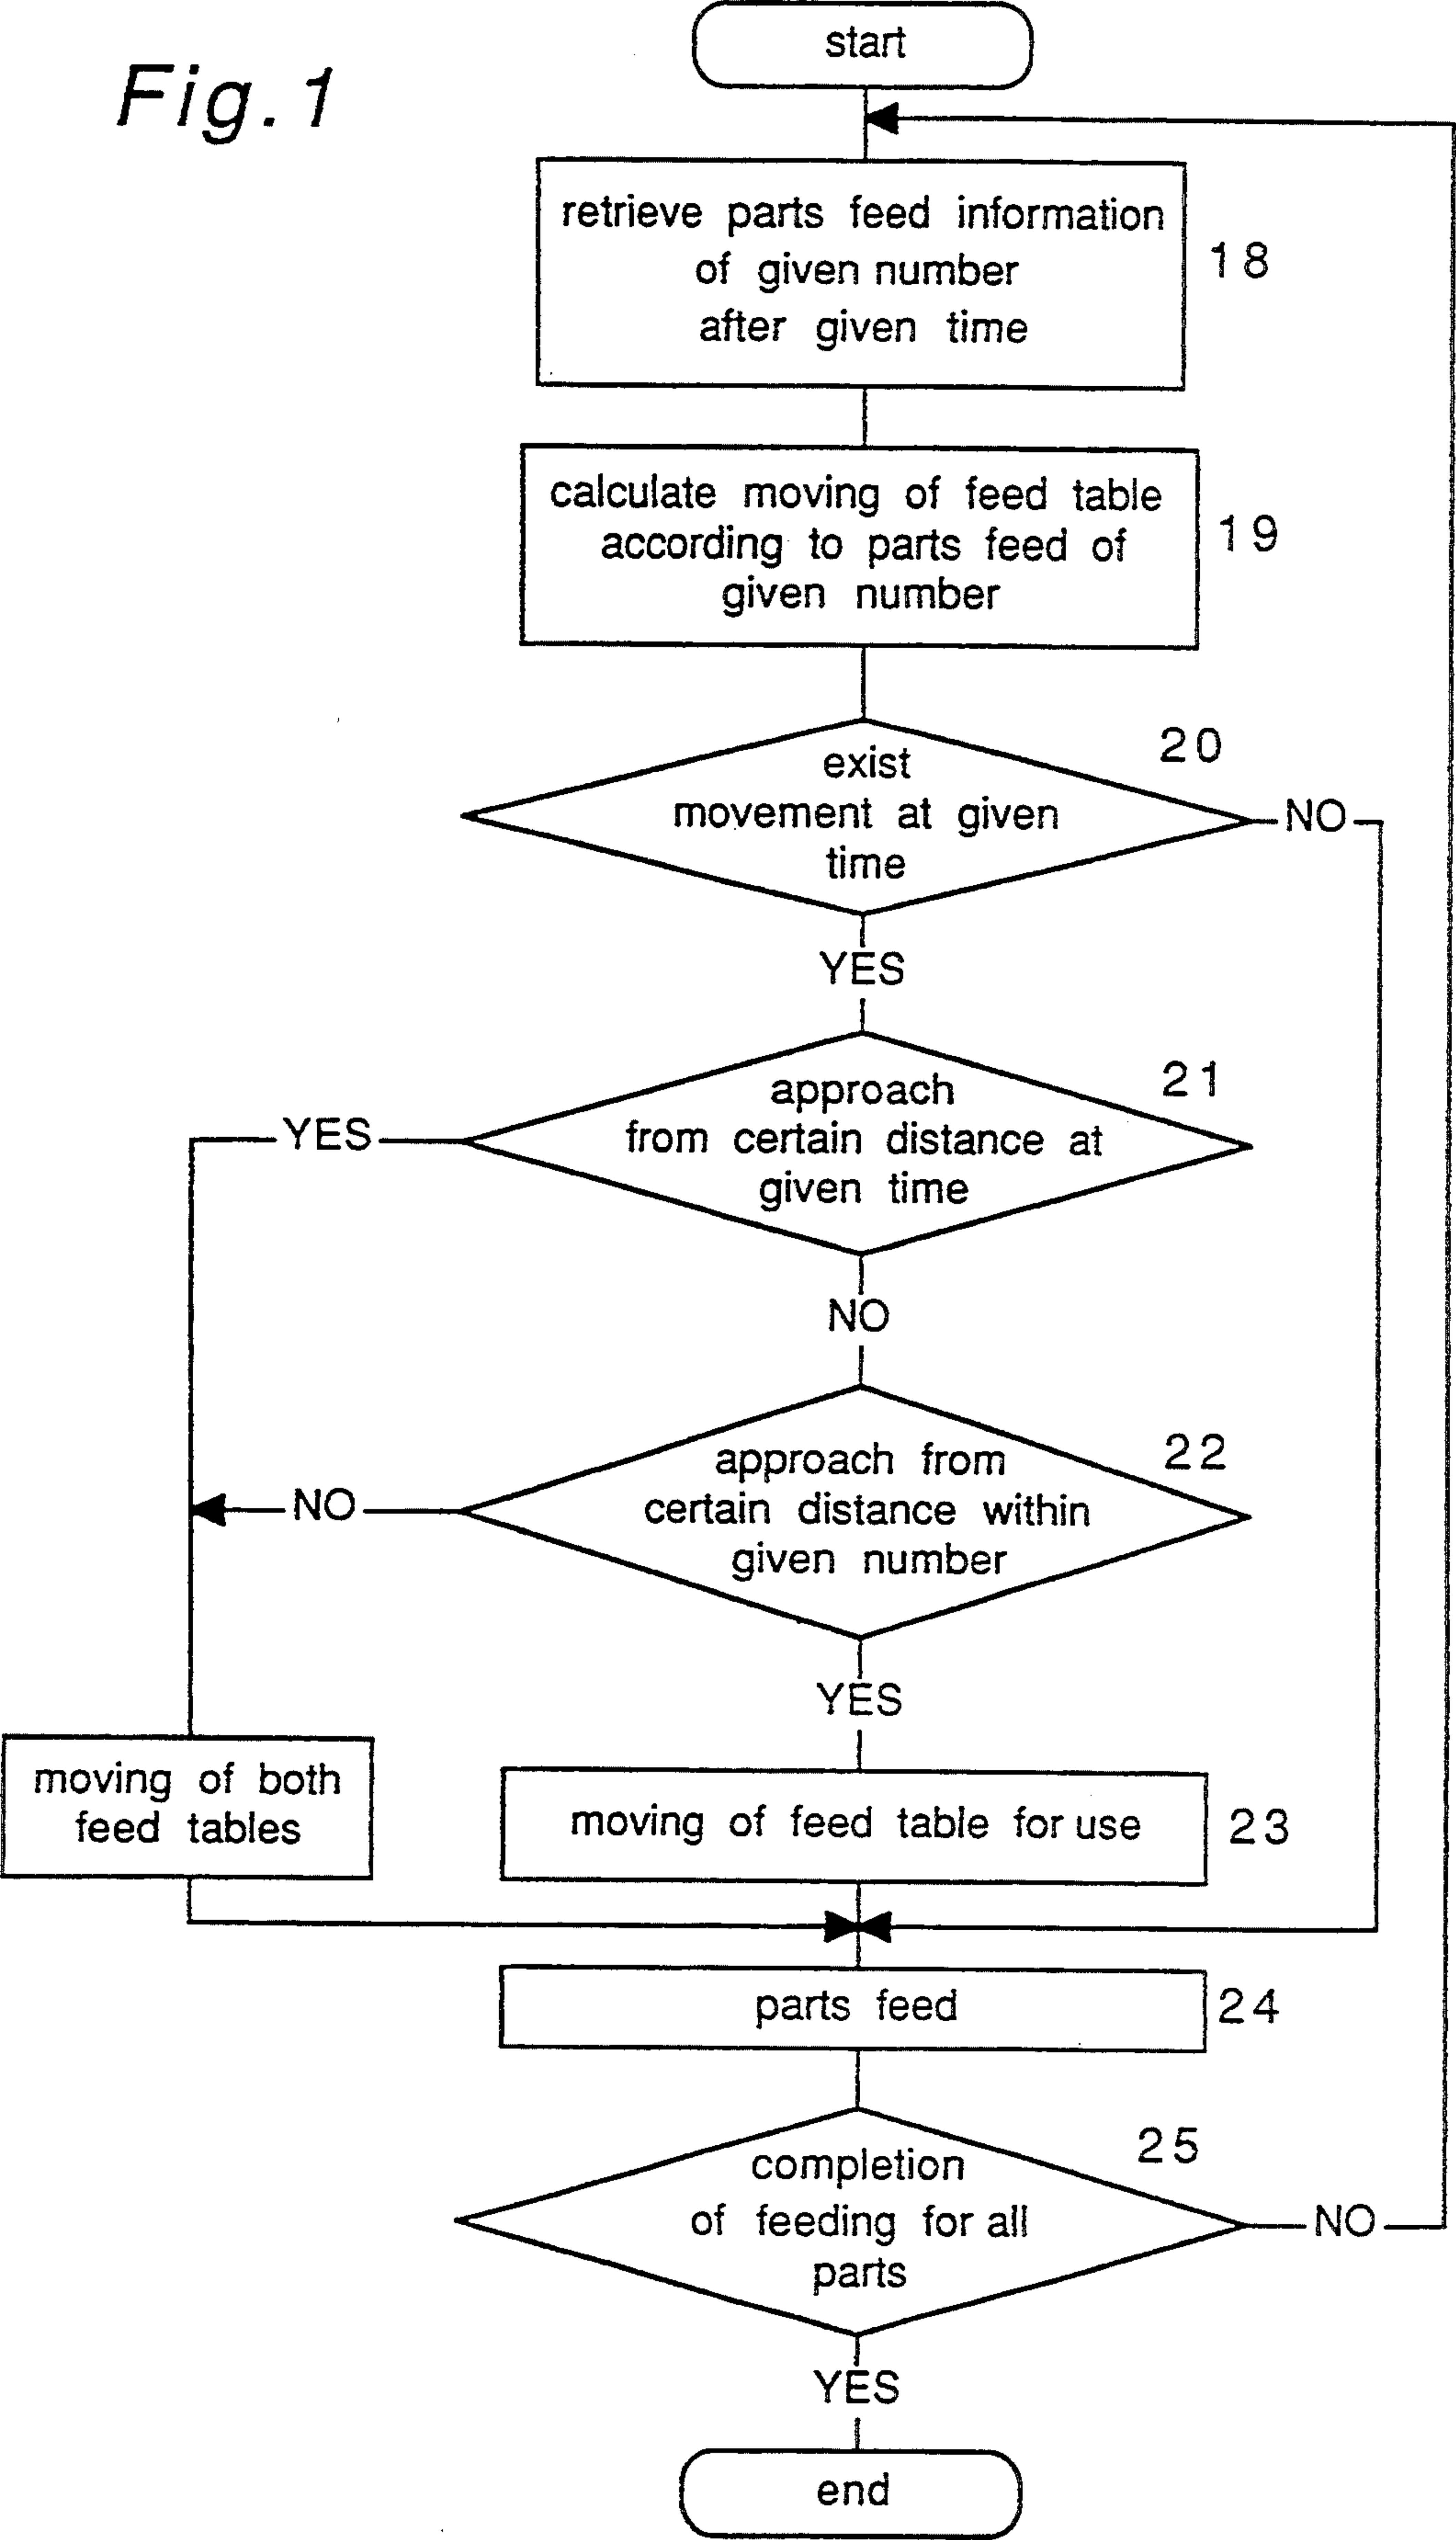 Fig. 1
start
retrieve parts feed information
of given number
after given time
18
calculate moving of feed table
according to parts feed of
given number
19
exist
movement at given
time
20
NO
YES
approach
from certain distance at
given time
21
YES
NO
approach from
certain distance within
given number
22
NO
YES
moving of both
feed tables
moving of feed table for use
23
parts feed
24
completion
of feeding for all
parts
25
NO
YES
end